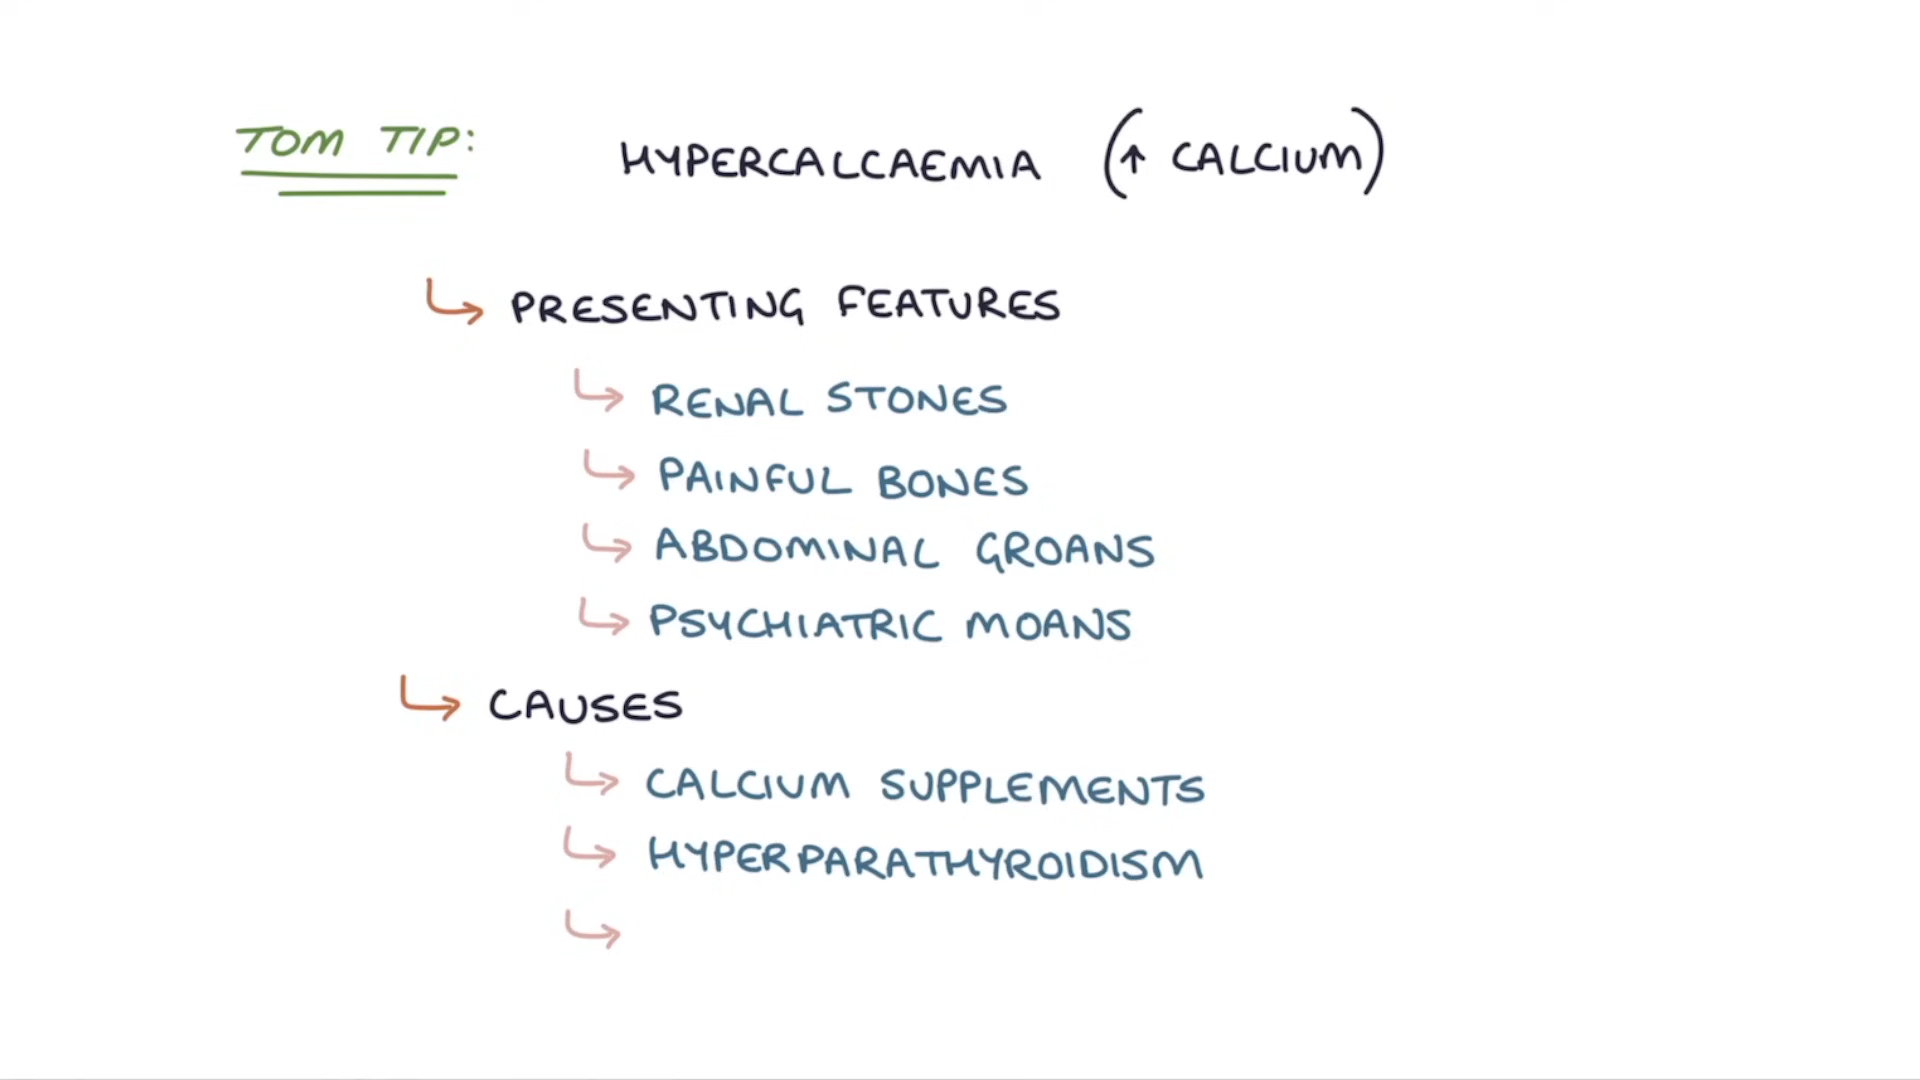 TOM TIP: HYPERCALCAEMIA (↑ CALCIUM)
↳ PRESENTING FEATURES
↳ RENAL STONES
↳ PAINFUL BONES
↳ ABDOMINAL GROANS
↳ PSYCHIATRIC MOANS
↳ CAUSES
↳ CALCIUM SUPPLEMENTS
↳ HYPERPARATHYROIDISM
↳